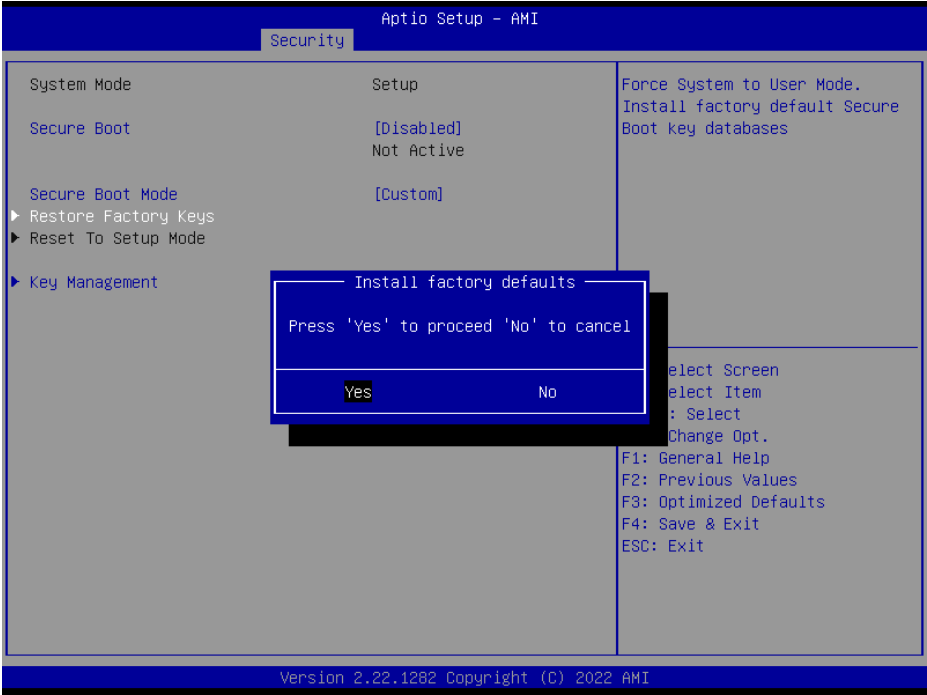 Aptio Setup – AMI
Security
System Mode Setup
Secure Boot [Disabled]
Not Active
Secure Boot Mode [Custom]
Restore Factory Keys
Reset To Setup Mode
Key Management
Force System to User Mode.
Install factory default Secure
Boot key databases
Install factory defaults
Press 'Yes' to proceed 'No' to cancel
Yes No
elect Screen
elect Item
: Select
Change Opt.
F1: General Help
F2: Previous Values
F3: Optimized Defaults
F4: Save & Exit
ESC: Exit
Version 2.22.1282 Copyright (C) 2022 AMI